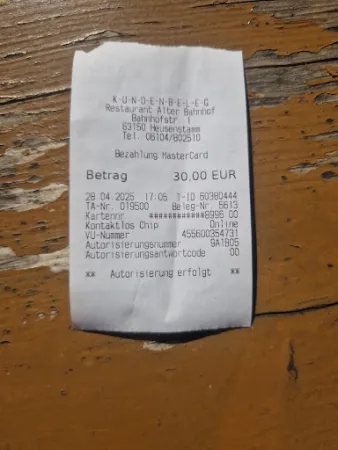 K-U-N-D-E-N-B-E-L-E-G
Restaurant Alter Bahnhof
Bahnhofstr. 1
63150 Heusenstamm
Tel. 06104/802510
Bezahlung MasterCard
Betrag 30,00 EUR
28.04.2025 17:05 T-ID 60380444
TA-Nr. 019500 Beleg-Nr. 5613
Kartennr ############8996 00
Kontaktlos Chip Online
VU-Nummer 455600354731
Autorisierungsnummer 9A1B05
Autorisierungsantwortcode 00
** Autorisierung erfolgt **